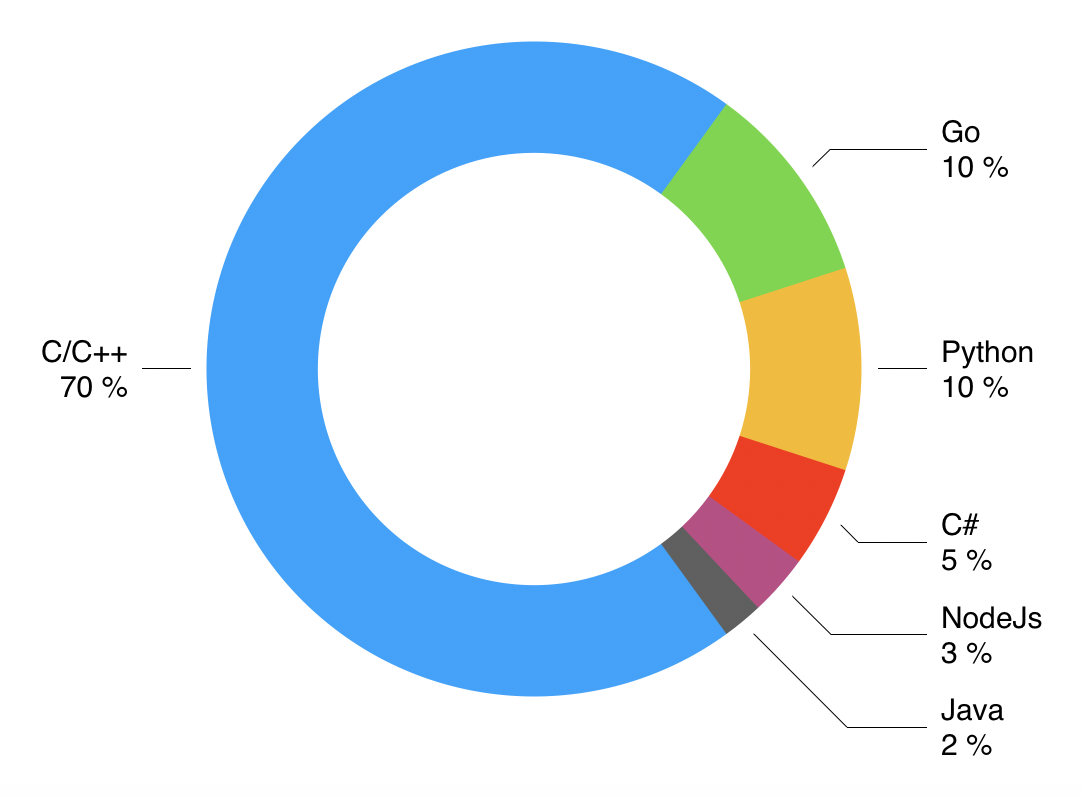 Go
10 %
C/C++
70 %
Python
10 %
C#
5 %
NodeJs
3 %
Java
2 %